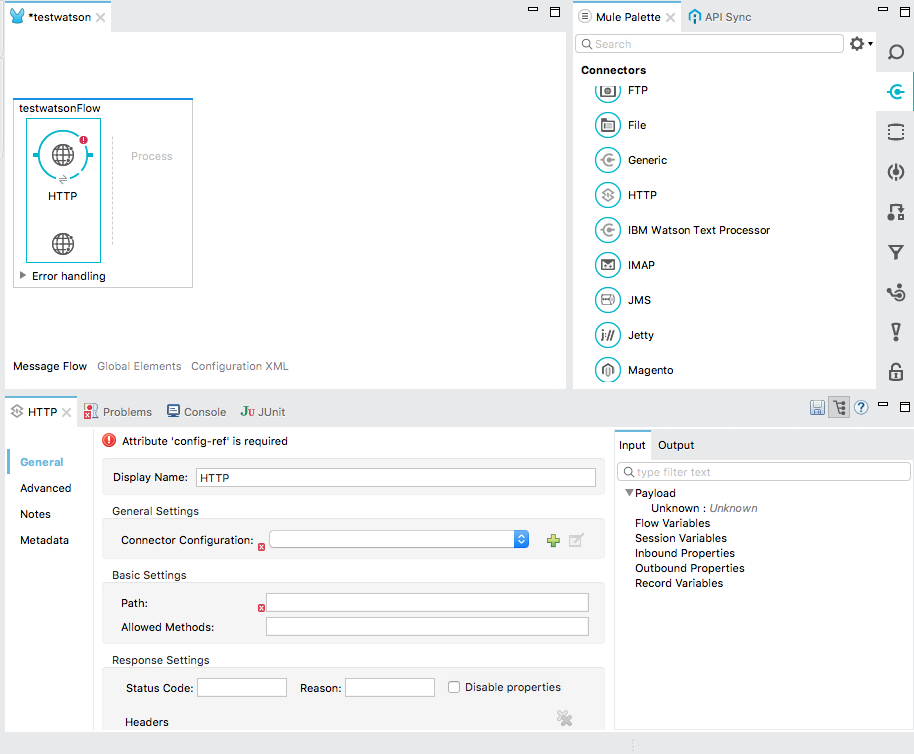 *testwatson
testwatsonFlow
HTTP
Process
Error handling
Message Flow Global Elements Configuration XML
Mule Palette API Sync
Search
Connectors
FTP
File
Generic
HTTP
IBM Watson Text Processor
IMAP
JMS
j:// Jetty
Magento
HTTP Problems Console JU JUnit
General
Advanced
Notes
Metadata
Attribute 'config-ref' is required
Display Name: HTTP
General Settings
Connector Configuration:
Basic Settings
Path:
Allowed Methods:
Response Settings
Status Code: Reason: Disable properties
Headers
Input Output
type filter text
Payload
Unknown : Unknown
Flow Variables
Session Variables
Inbound Properties
Outbound Properties
Record Variables